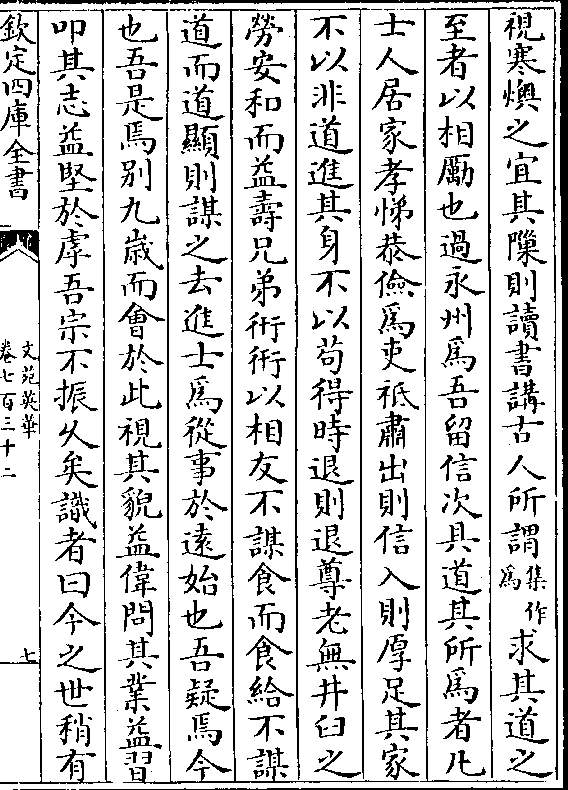 視寒燠之宜其隟則讀書講古人所謂集作爲求其道之
至者以相勵也過永州爲吾留信次具道其所爲者凡
士人居家孝悌恭儉爲吏祗肅出則信入則厚足其家
不以非道進其身不以苟得時退則退尊老無井臼之
勞安和而益壽兄弟衎衎以相友不謀食而食給不謀
道而道顯則謀之去進士爲從事於遠始也吾疑焉今
也吾是焉别九歲而會於此視其貌益偉問其業益習
叩其志益堅於虖吾宗不振久矣識者曰今之世稍有
欽定四庫全書
文苑英華
卷七百三十二
七